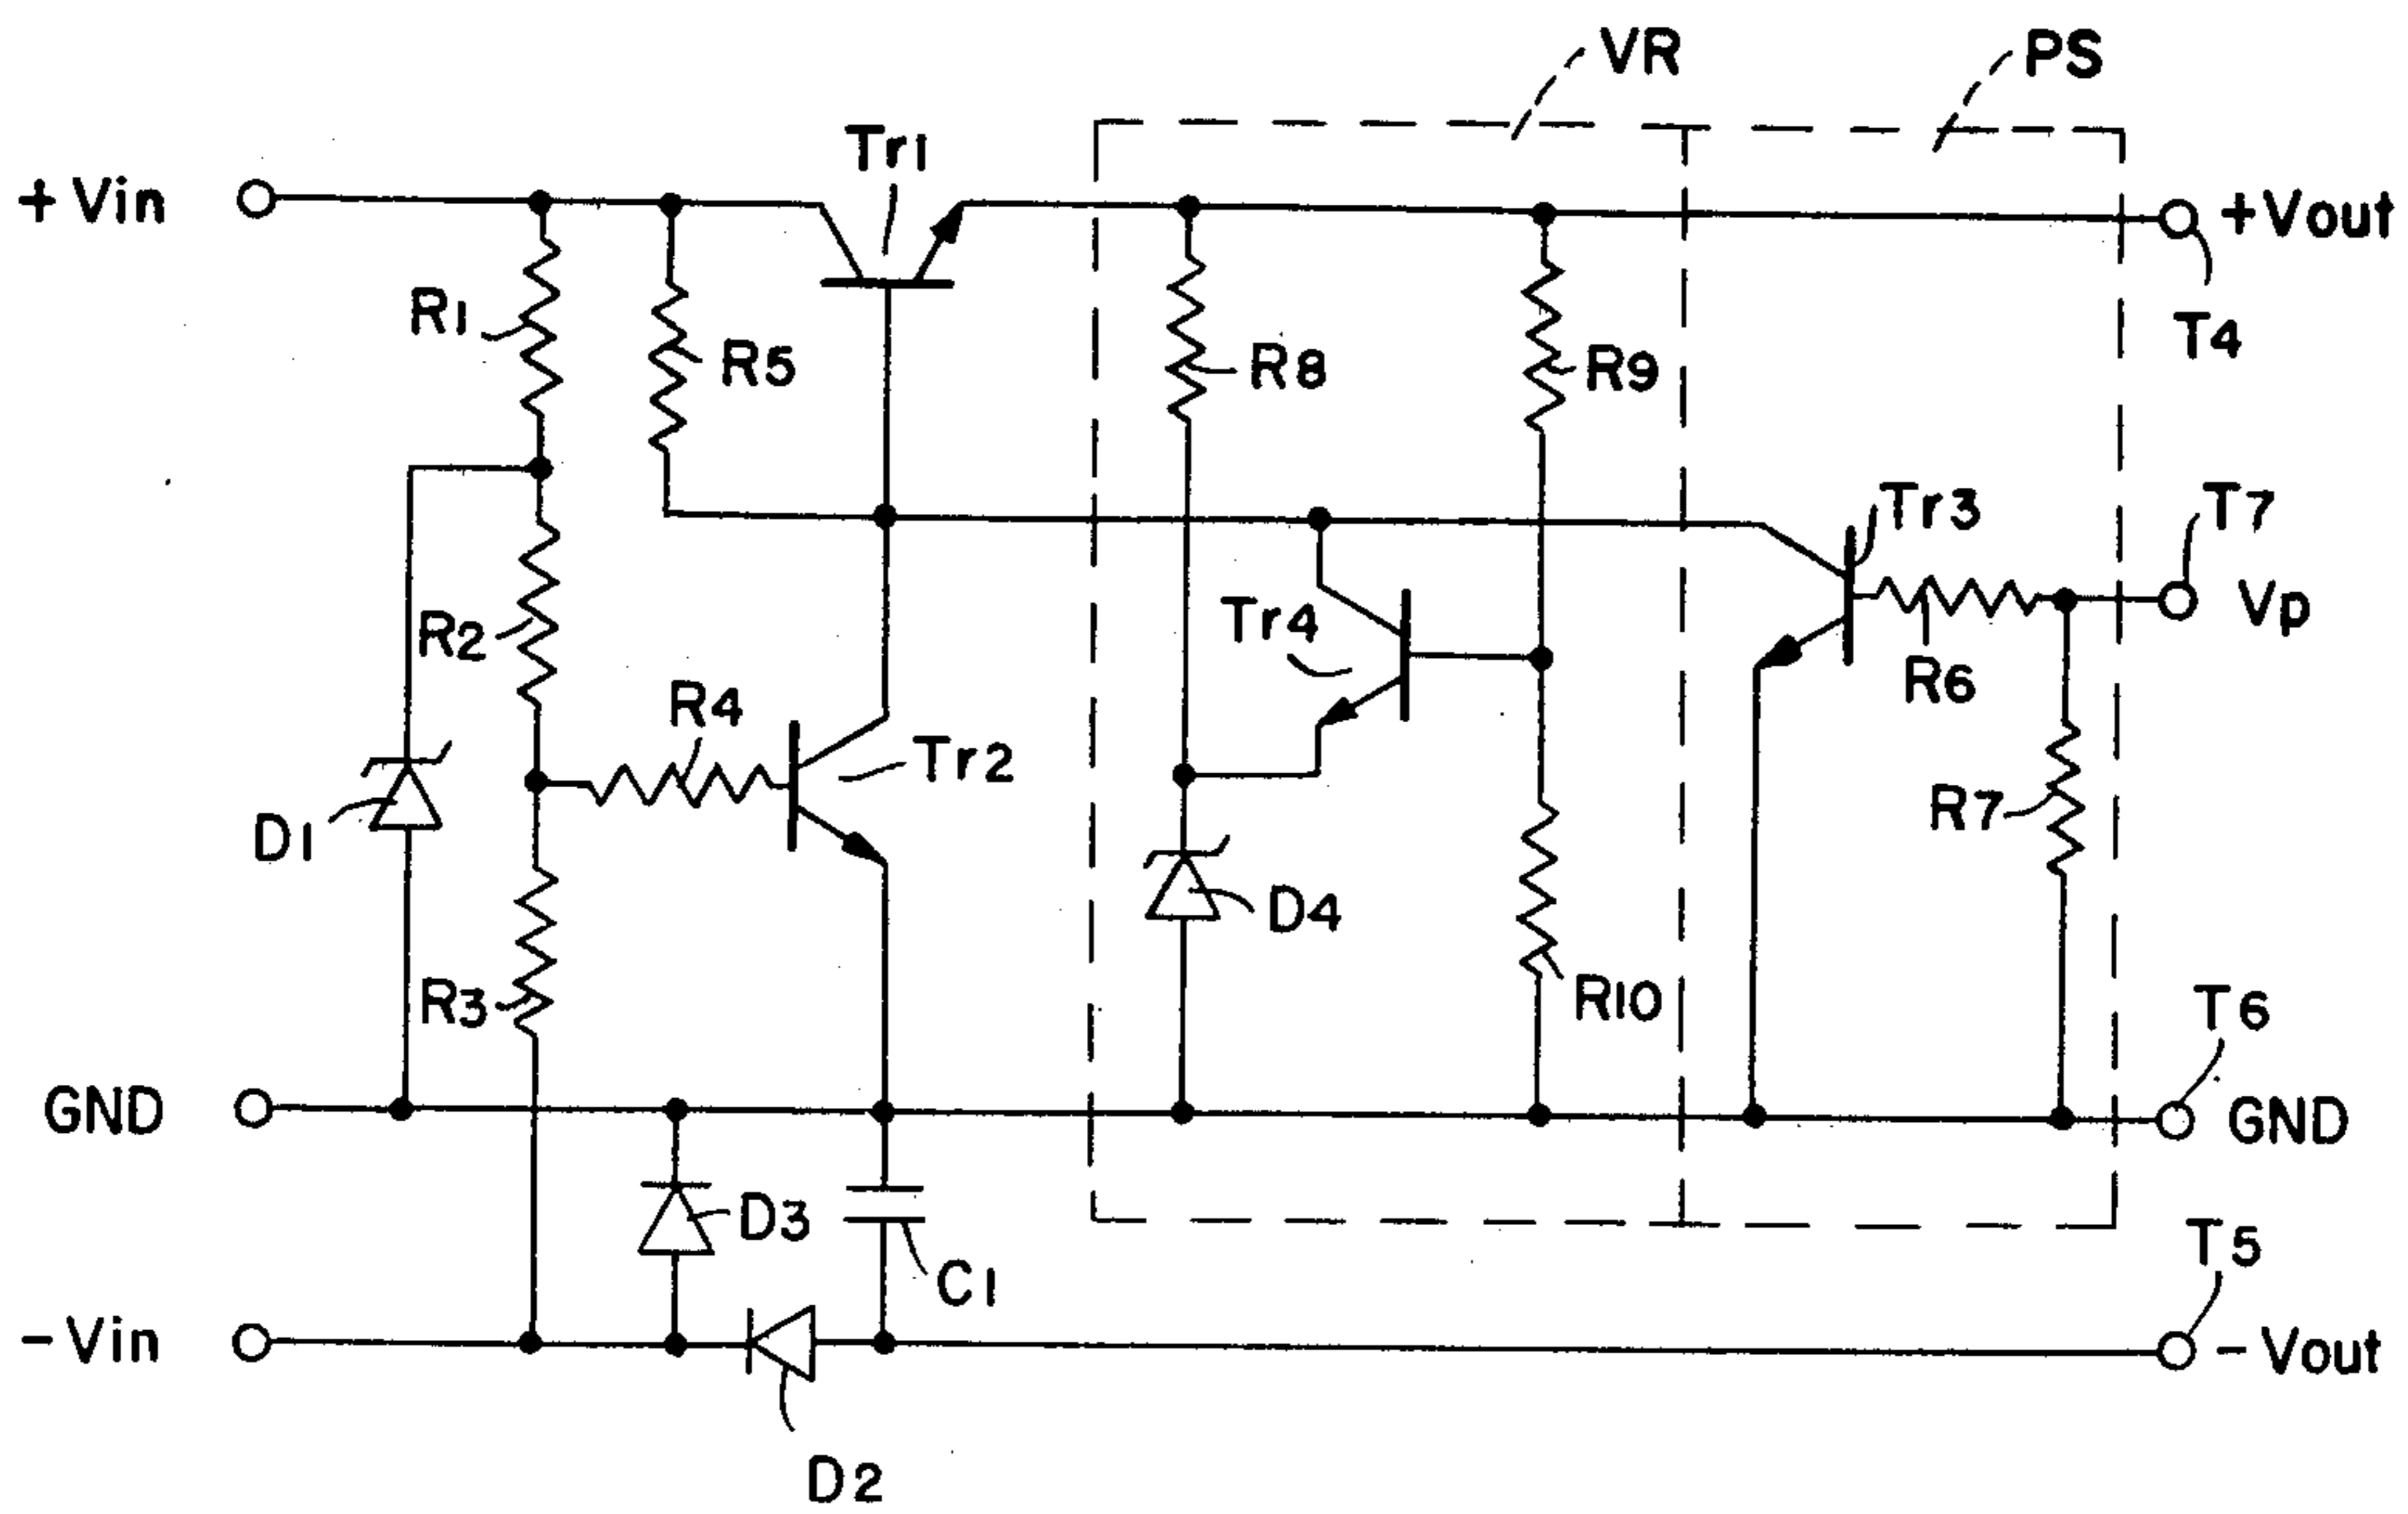 VR
PS
Tr1
+Vin
+Vout
R1
R5
R8
R9
T4
Tr3
T7
Tr4
Vp
R2
R4
R6
Tr2
D1
R7
D4
R3
R10
T6
GND
GND
D3
C1
T5
-Vin
-Vout
D2